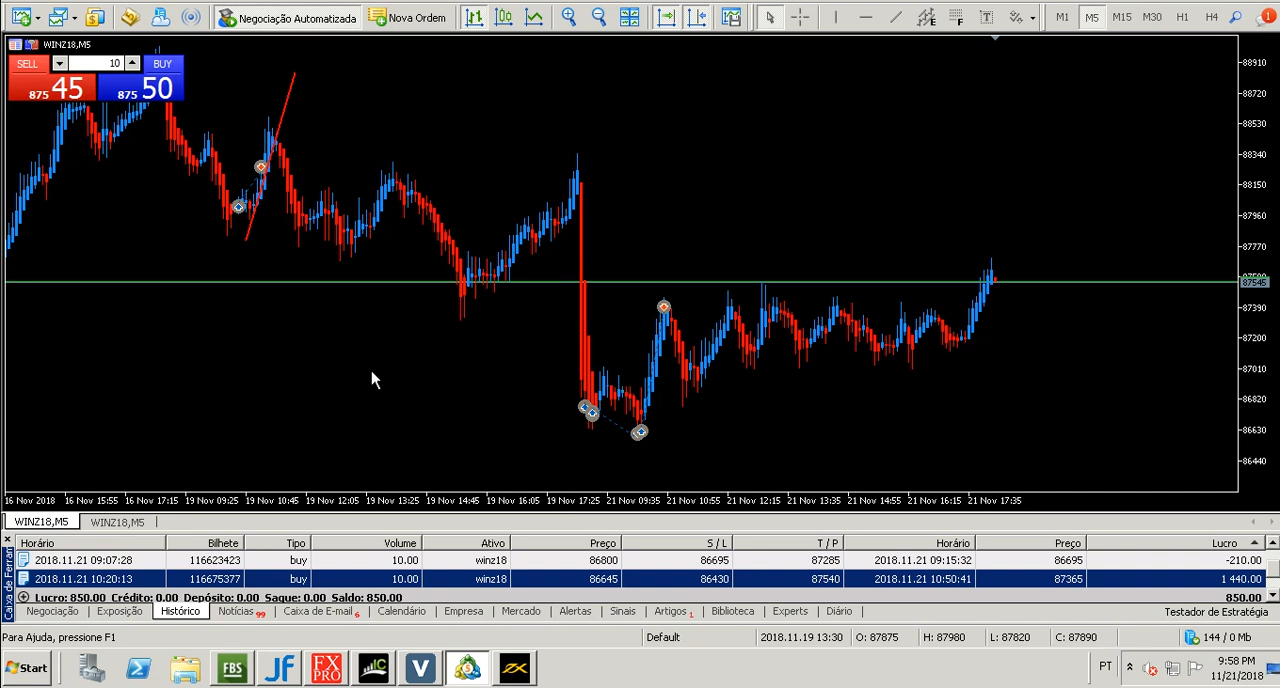 Negociação Automatizada Nova Ordem M1 M5 M15 M30 H1 H4 1
WINZ18,M5
SELL 10 BUY
875 45 875 50
88910
88720
88530
88340
88150
87960
87770
87545
87390
87200
87010
86820
86630
86440
16 Nov 2018 16 Nov 15:55 16 Nov 17:15 19 Nov 09:25 19 Nov 10:45 19 Nov 12:05 19 Nov 13:25 19 Nov 14:45 19 Nov 16:05 19 Nov 17:25 21 Nov 09:35 21 Nov 10:55 21 Nov 12:15 21 Nov 13:35 21 Nov 14:55 21 Nov 16:15 21 Nov 17:35
WINZ18,M5 WINZ18,M5
Horário Bilhete Tipo Volume Ativo Preço S / L T / P Horário Preço Lucro
2018.11.21 09:07:28 116623423 buy 10.00 winz18 86800 86695 87285 2018.11.21 09:15:32 86695 -210.00
2018.11.21 10:20:13 116675377 buy 10.00 winz18 86645 86430 87540 2018.11.21 10:50:41 87365 1 440.00
Lucro: 850.00 Crédito: 0.00 Depósito: 0.00 Saque: 0.00 Saldo: 850.00 850.00
Negociação Exposição Histórico Notícias 99 Caixa de E-mail 6 Calendário Empresa Mercado Alertas Sinais Artigos 1 Biblioteca Experts Diário Testador de Estratégia
Para Ajuda, pressione F1 Default 2018.11.19 13:30 O: 87875 H: 87980 L: 87820 C: 87890 144 / 0 Mb
Start FBS JF FX PRO V PT 9:58 PM
11/21/2018